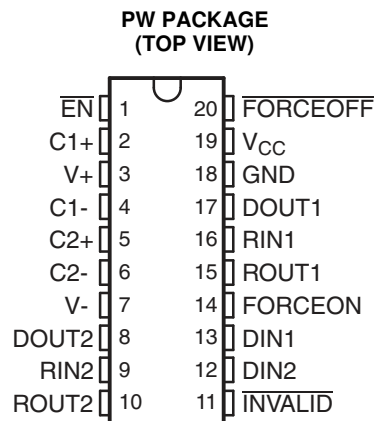 PW PACKAGE
(TOP VIEW)
EN 1 20 FORCEOFF
C1+ 2 19 VCC
V+ 3 18 GND
C1- 4 17 DOUT1
C2+ 5 16 RIN1
C2- 6 15 ROUT1
V- 7 14 FORCEON
DOUT2 8 13 DIN1
RIN2 9 12 DIN2
ROUT2 10 11 INVALID